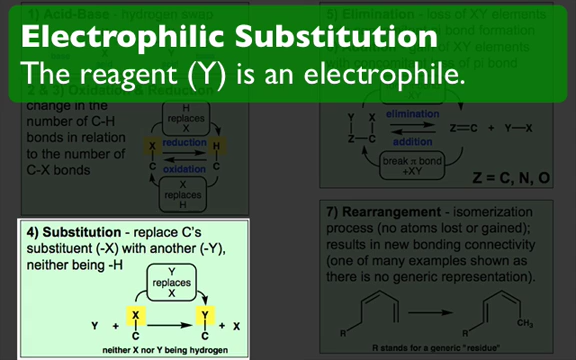 Electrophilic Substitution
The reagent (Y) is an electrophile.
1) Acid-Base - hydrogen swap
2 & 3) Oxidation & Reduction
change in the
number of C-H
bonds in relation
to the number of
C-X bonds
H
replaces
X
X
reduction
H
C
oxidation
C
X
replaces
H
4) Substitution - replace C's
substituent (-X) with another (-Y),
neither being -H
Y
replaces
X
Y + X Y + X
C C
neither X nor Y being hydrogen
5) Elimination - loss of XY elements
bond formation
of XY elements
of pi bond
Y X
elimination
Z=C + Y—X
addition
Z—C
break π bond
+XY
Z = C, N, O
7) Rearrangement - isomerization
process (no atoms lost or gained);
results in new bonding connectivity
(one of many examples shown as
there is no generic representation).
R R CH3
R stands for a generic "residue"